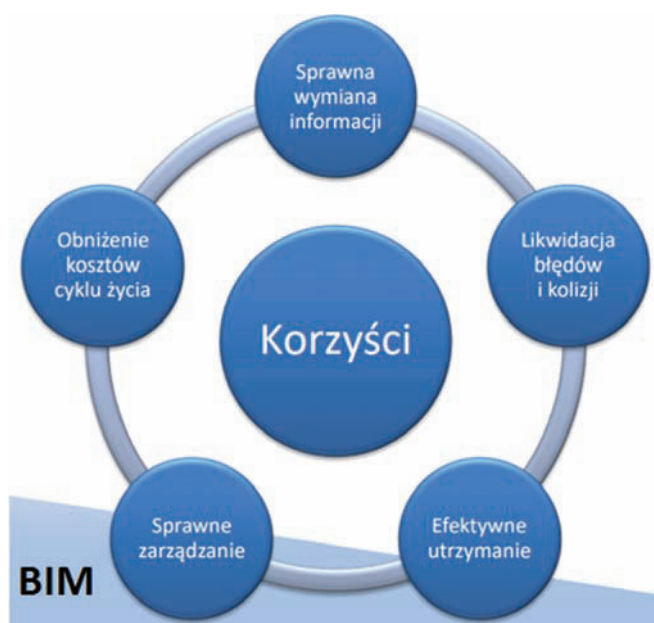 Sprawna
wymiana
informacji
Obniżenie
kosztów
cyklu życia
Likwidacja
błędów
i kolizji
Korzyści
Sprawne
zarządzanie
Efektywne
utrzymanie
BIM